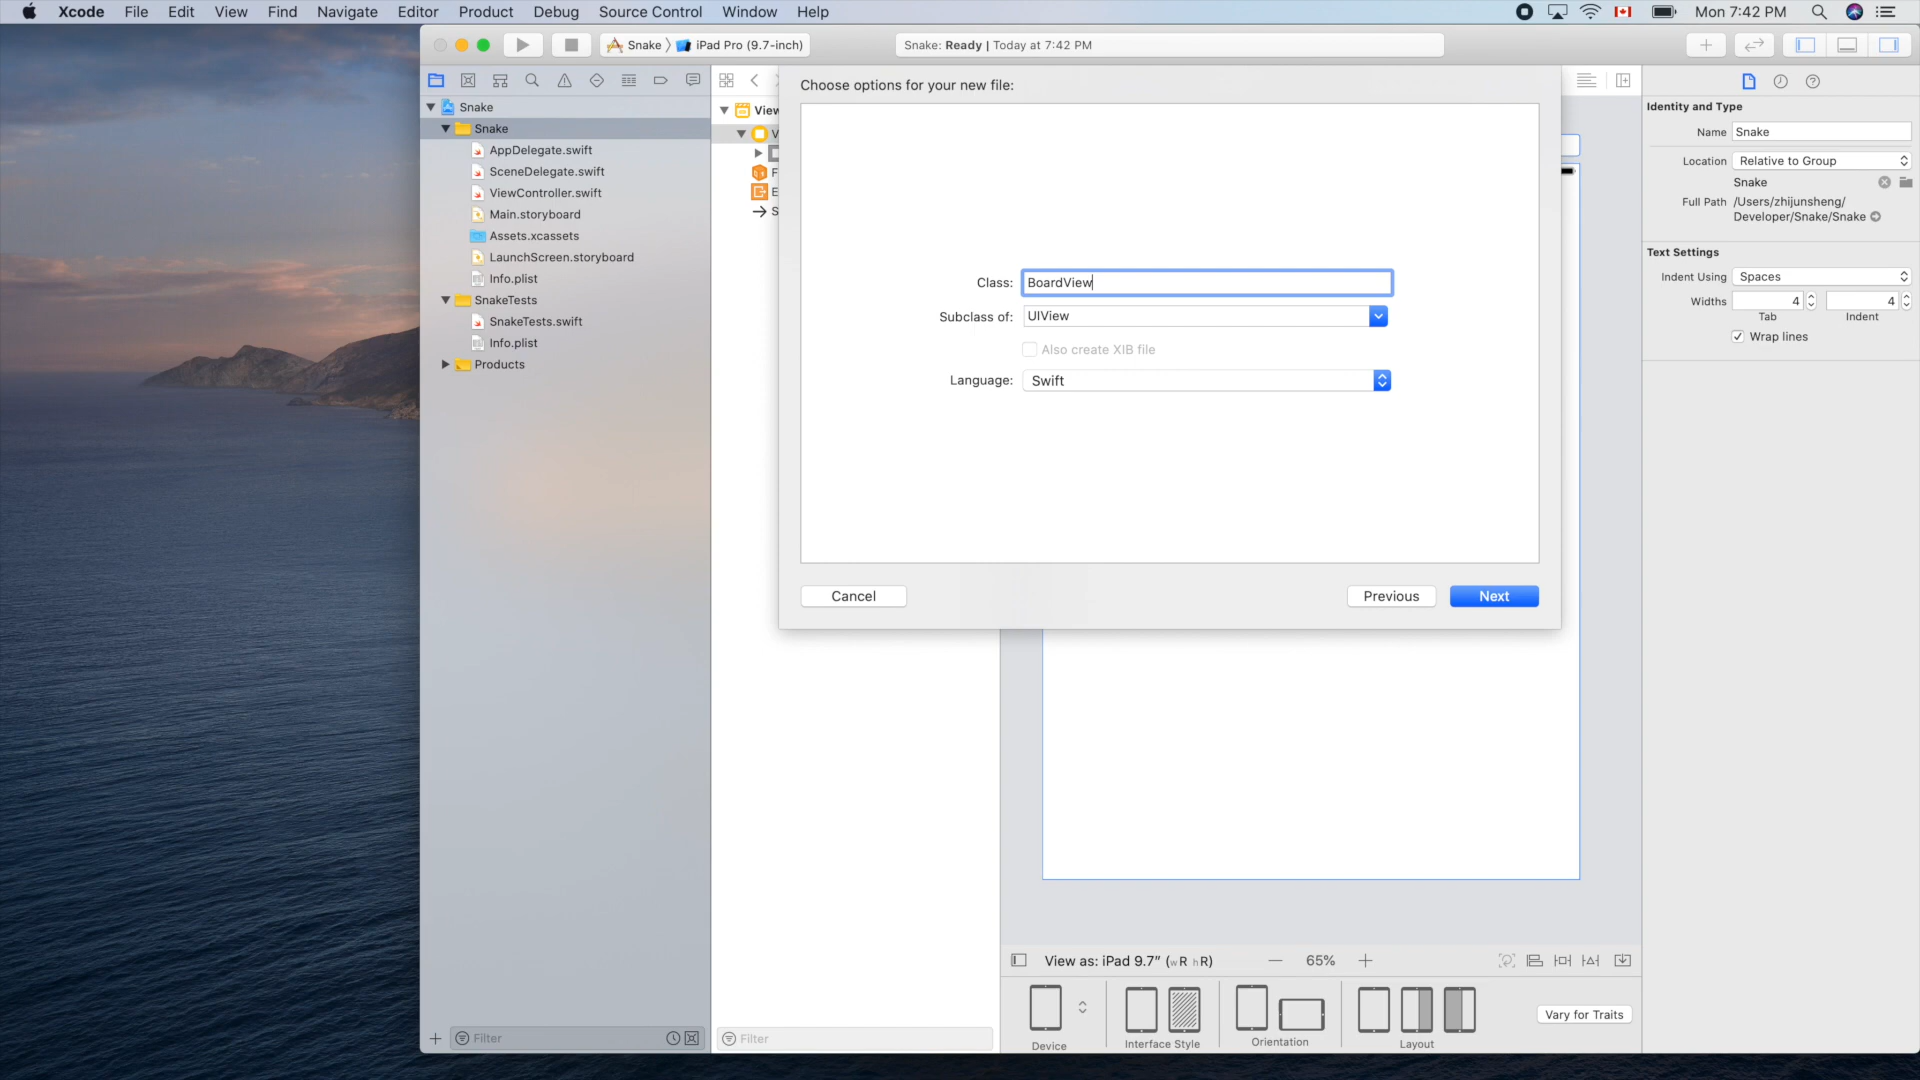 Xcode File Edit View Find Navigate Editor Product Debug Source Control Window Help Mon 7:42 PM
Snake iPad Pro (9.7-inch) Snake: Ready | Today at 7:42 PM
Choose options for your new file:
Snake
Snake
AppDelegate.swift
SceneDelegate.swift
ViewController.swift
Main.storyboard
Assets.xcassets
LaunchScreen.storyboard
Info.plist
SnakeTests
SnakeTests.swift
Info.plist
Products
Filter
View
V
F
E
S
Filter
Class: BoardView
Subclass of: UIView
Also create XIB file
Language: Swift
Cancel Previous Next
View as: iPad 9.7" (wR hR) 65%
Device Interface Style Orientation Layout
Vary for Traits
Identity and Type
Name Snake
Location Relative to Group
Snake
Full Path /Users/zhijunsheng/
Developer/Snake/Snake
Text Settings
Indent Using Spaces
Widths 4 4
Tab Indent
Wrap lines